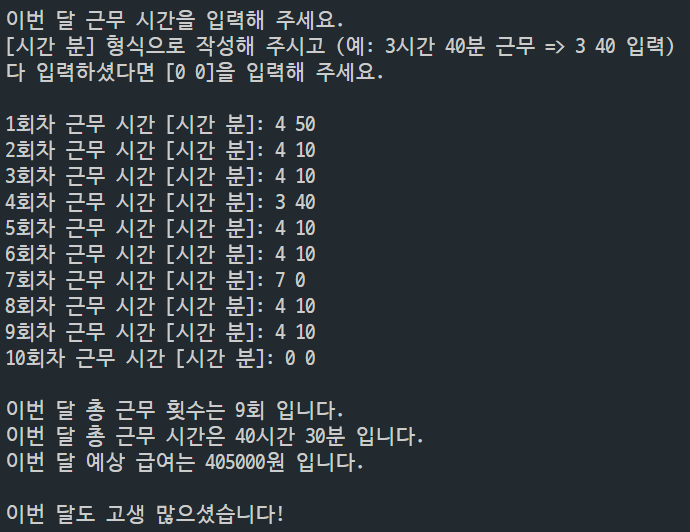 이번 달 근무 시간을 입력해 주세요.
[시간 분] 형식으로 작성해 주시고 (예: 3시간 40분 근무 => 3 40 입력)
다 입력하셨다면 [0 0]을 입력해 주세요.
1회차 근무 시간 [시간 분]: 4 50
2회차 근무 시간 [시간 분]: 4 10
3회차 근무 시간 [시간 분]: 4 10
4회차 근무 시간 [시간 분]: 3 40
5회차 근무 시간 [시간 분]: 4 10
6회차 근무 시간 [시간 분]: 4 10
7회차 근무 시간 [시간 분]: 7 0
8회차 근무 시간 [시간 분]: 4 10
9회차 근무 시간 [시간 분]: 4 10
10회차 근무 시간 [시간 분]: 0 0
이번 달 총 근무 횟수는 9회 입니다.
이번 달 총 근무 시간은 40시간 30분 입니다.
이번 달 예상 급여는 405000원 입니다.
이번 달도 고생 많으셨습니다!